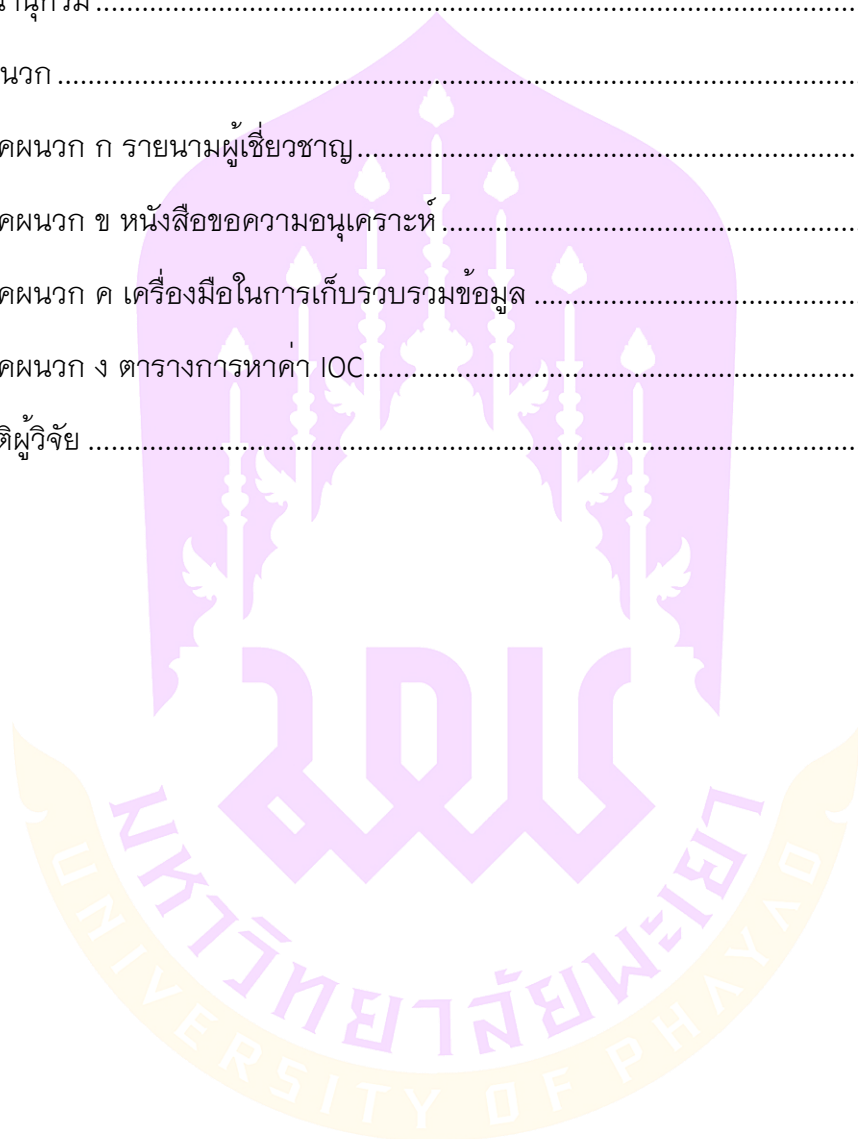 นานุกรม ........................................................................................................
นวก ........................................................................................................
คผนวก ก รายนามผู้เชี่ยวชาญ ................................................................
คผนวก ข หนังสือขอความอนุเคราะห์ ................................................................
คผนวก ค เครื่องมือในการเก็บรวบรวมข้อมูล ................................................
คผนวก ง ตารางการหาค่า IOC ................................................................
ติผู้วิจัย ........................................................................................................
มพ
มหาวิทยาลัยพะเยา
UNIVERSITY OF PHAYAO